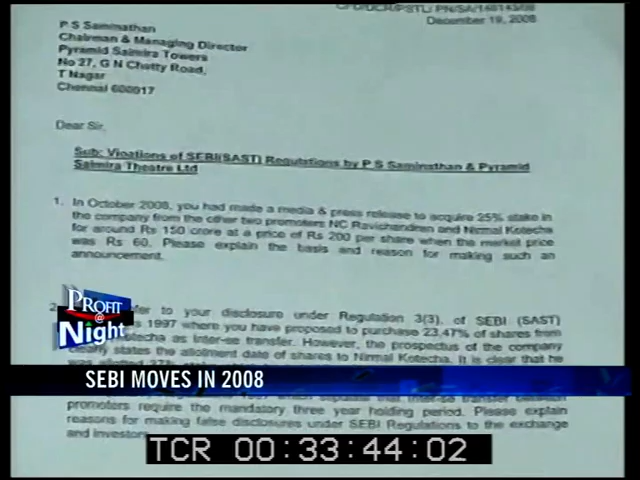 December 19, 2008
P S Saminathan
Chairman & Managing Director
Pyramid Saimira Towers
No 27, G N Chetty Road,
T Nagar
Chennai 600017
Dear Sir,
Sub: Vioations of SEBI(SAST) Regulations by P S Saminathan & Pyramid
Saimira Theatre Ltd
1. In October 2008, you had made a media & press release to acquire 25% stake in
the company from the other two promoters NC Ravichandren and Nirmal Kotecha
for around Rs 150 crore at a price of Rs 200 per share when the market price
was Rs 60. Please explain the basis and reason for making such an
announcement.
to your disclosure under Regulation 3(3). of SEBI (SAST)
1997 where you have proposed to purchase 23.47% of shares from
as inter-se transfer. However, the prospectus of the company
clearly states the allotment date of shares to Nirmal Kotecha. It is clear that he
PROFIT
@
Night
SEBI MOVES IN 2008
promoters require the mandatory three year holding period. Please explain
reasons for making false disclosures under SEBI Regulations to the exchange
and investors.
TCR 00:33:44:02